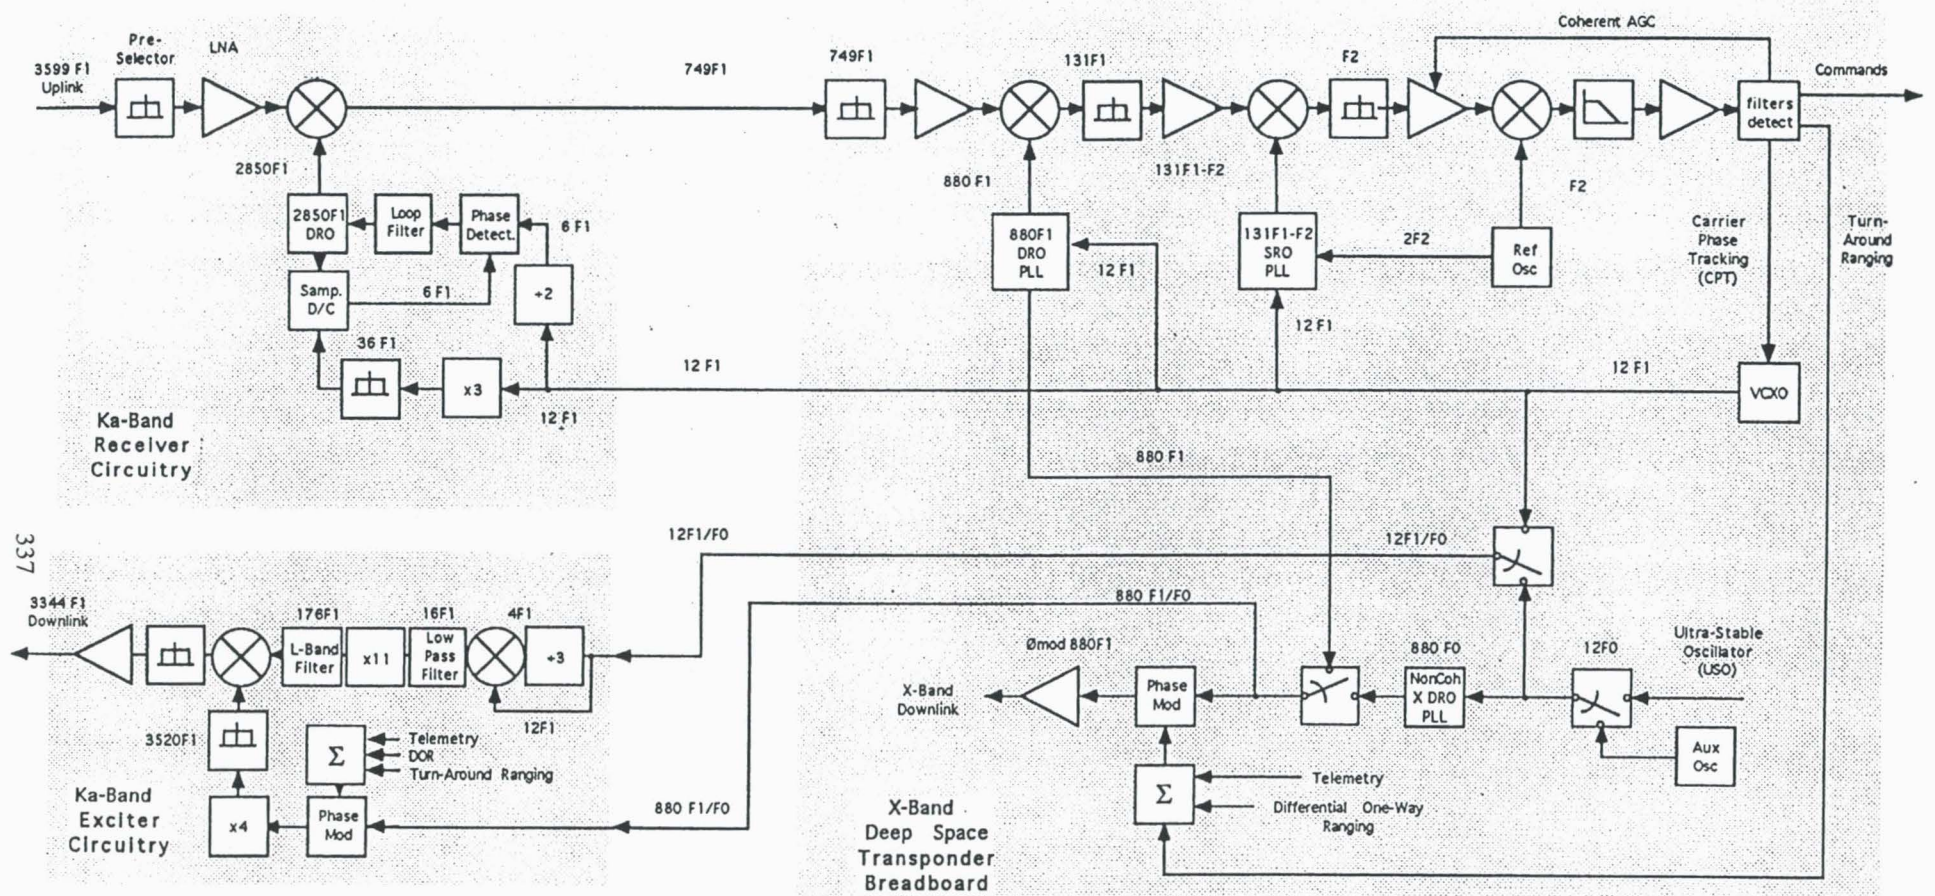 Coherent AGC
Pre-
Selector
LNA
3599 F1
Uplink
749F1
749F1
131F1
F2
Commands
filters
detect
2850F1
880 F1
131F1-F2
F2
2850F1
DRO
Loop
Filter
Phase
Detect.
6 F1
880F1
DRO
PLL
12 F1
131F1-F2
SRO
PLL
2F2
Ref
Osc
Carrier
Phase
Tracking
(CPT)
Turn-
Around
Ranging
Samp.
D/C
6 F1
÷2
12 F1
36 F1
x3
12 F1
12 F1
12 F1
VCXO
Ka-Band
Receiver
Circuitry
880 F1
337
12F1/F0
12F1/F0
3344 F1
Downlink
176F1
16F1
4F1
L-Band
Filter
x11
Low
Pass
Filter
÷3
12F1
880 F1/F0
Ømod 880F1
X-Band
Downlink
Phase
Mod
880 F0
NonCoh
X DRO
PLL
12F0
Ultra-Stable
Oscillator
(USO)
Aux
Osc
3520F1
Σ
Telemetry
DOR
Turn-Around Ranging
Ka-Band
Exciter
Circuitry
x4
Phase
Mod
880 F1/F0
Σ
Telemetry
Differential One-Way
Ranging
X-Band
Deep Space
Transponder
Breadboard